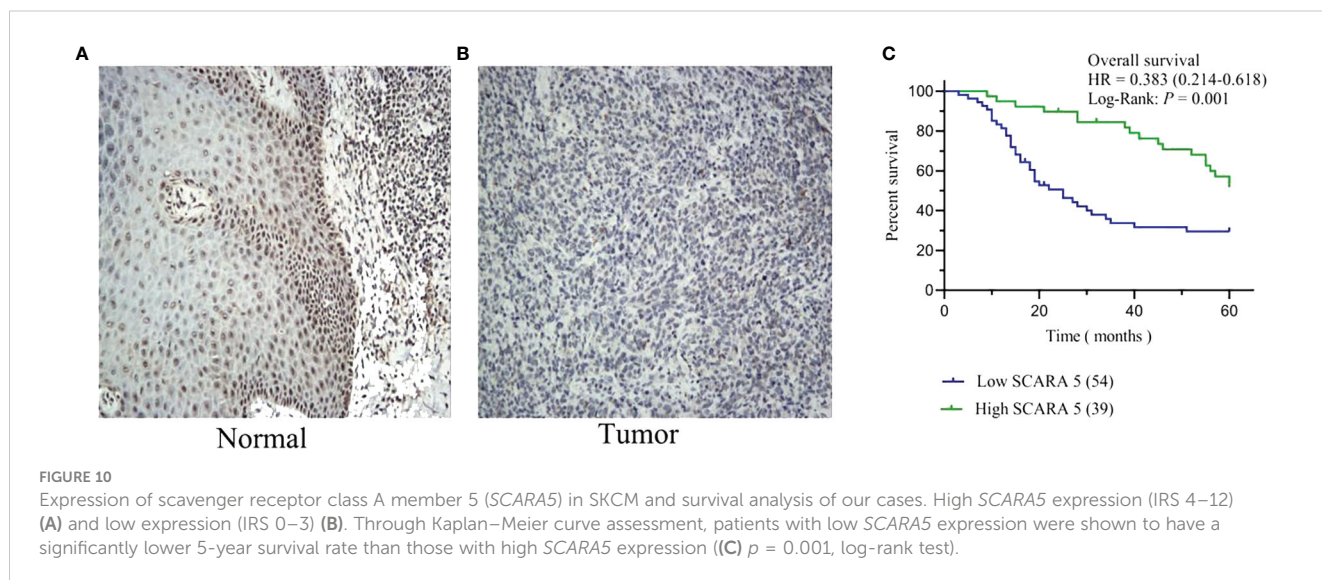 A
B
C
Overall survival
HR = 0.383 (0.214-0.618)
Log-Rank: P = 0.001
100
80
60
40
20
0
Percent survival
0 20 40 60
Time ( months )
Low SCARA 5 (54)
High SCARA 5 (39)
Normal
Tumor
FIGURE 10
Expression of scavenger receptor class A member 5 (SCARA5) in SKCM and survival analysis of our cases. High SCARA5 expression (IRS 4–12)
(A) and low expression (IRS 0–3) (B). Through Kaplan–Meier curve assessment, patients with low SCARA5 expression were shown to have a
significantly lower 5-year survival rate than those with high SCARA5 expression ((C) p = 0.001, log-rank test).